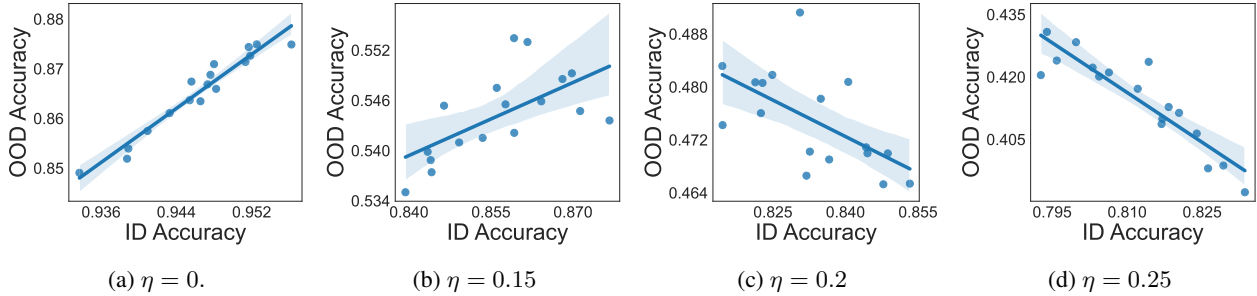 OOD Accuracy
0.88
0.87
0.86
0.85
0.936 0.944 0.952
ID Accuracy
(a) η = 0.
OOD Accuracy
0.552
0.546
0.540
0.534
0.840 0.855 0.870
ID Accuracy
(b) η = 0.15
OOD Accuracy
0.488
0.480
0.472
0.464
0.825 0.840 0.855
ID Accuracy
(c) η = 0.2
OOD Accuracy
0.435
0.420
0.405
0.795 0.810 0.825
ID Accuracy
(d) η = 0.25